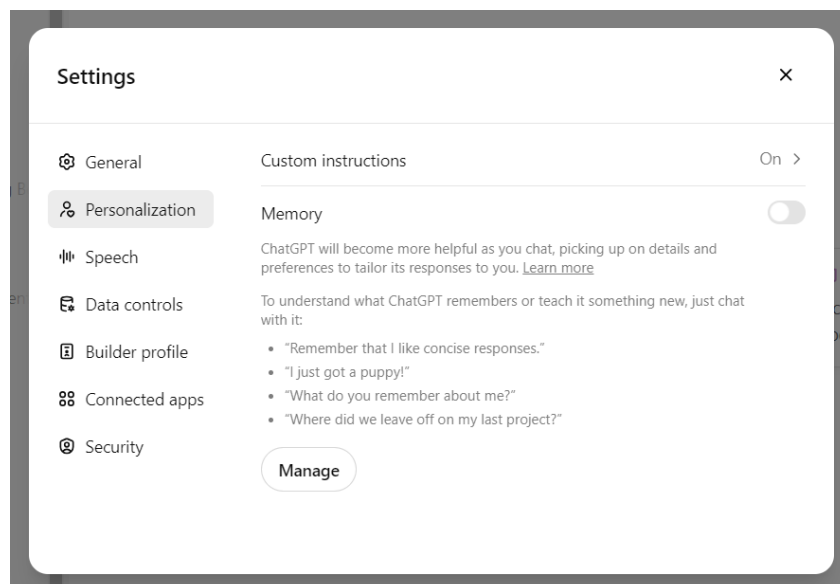 Settings
General
Personalization
Speech
Data controls
Builder profile
Connected apps
Security
Custom instructions
On
Memory
ChatGPT will become more helpful as you chat, picking up on details and
preferences to tailor its responses to you. Learn more
To understand what ChatGPT remembers or teach it something new, just chat
with it:
• “Remember that I like concise responses.”
• “I just got a puppy!”
• “What do you remember about me?”
• “Where did we leave off on my last project?”
Manage